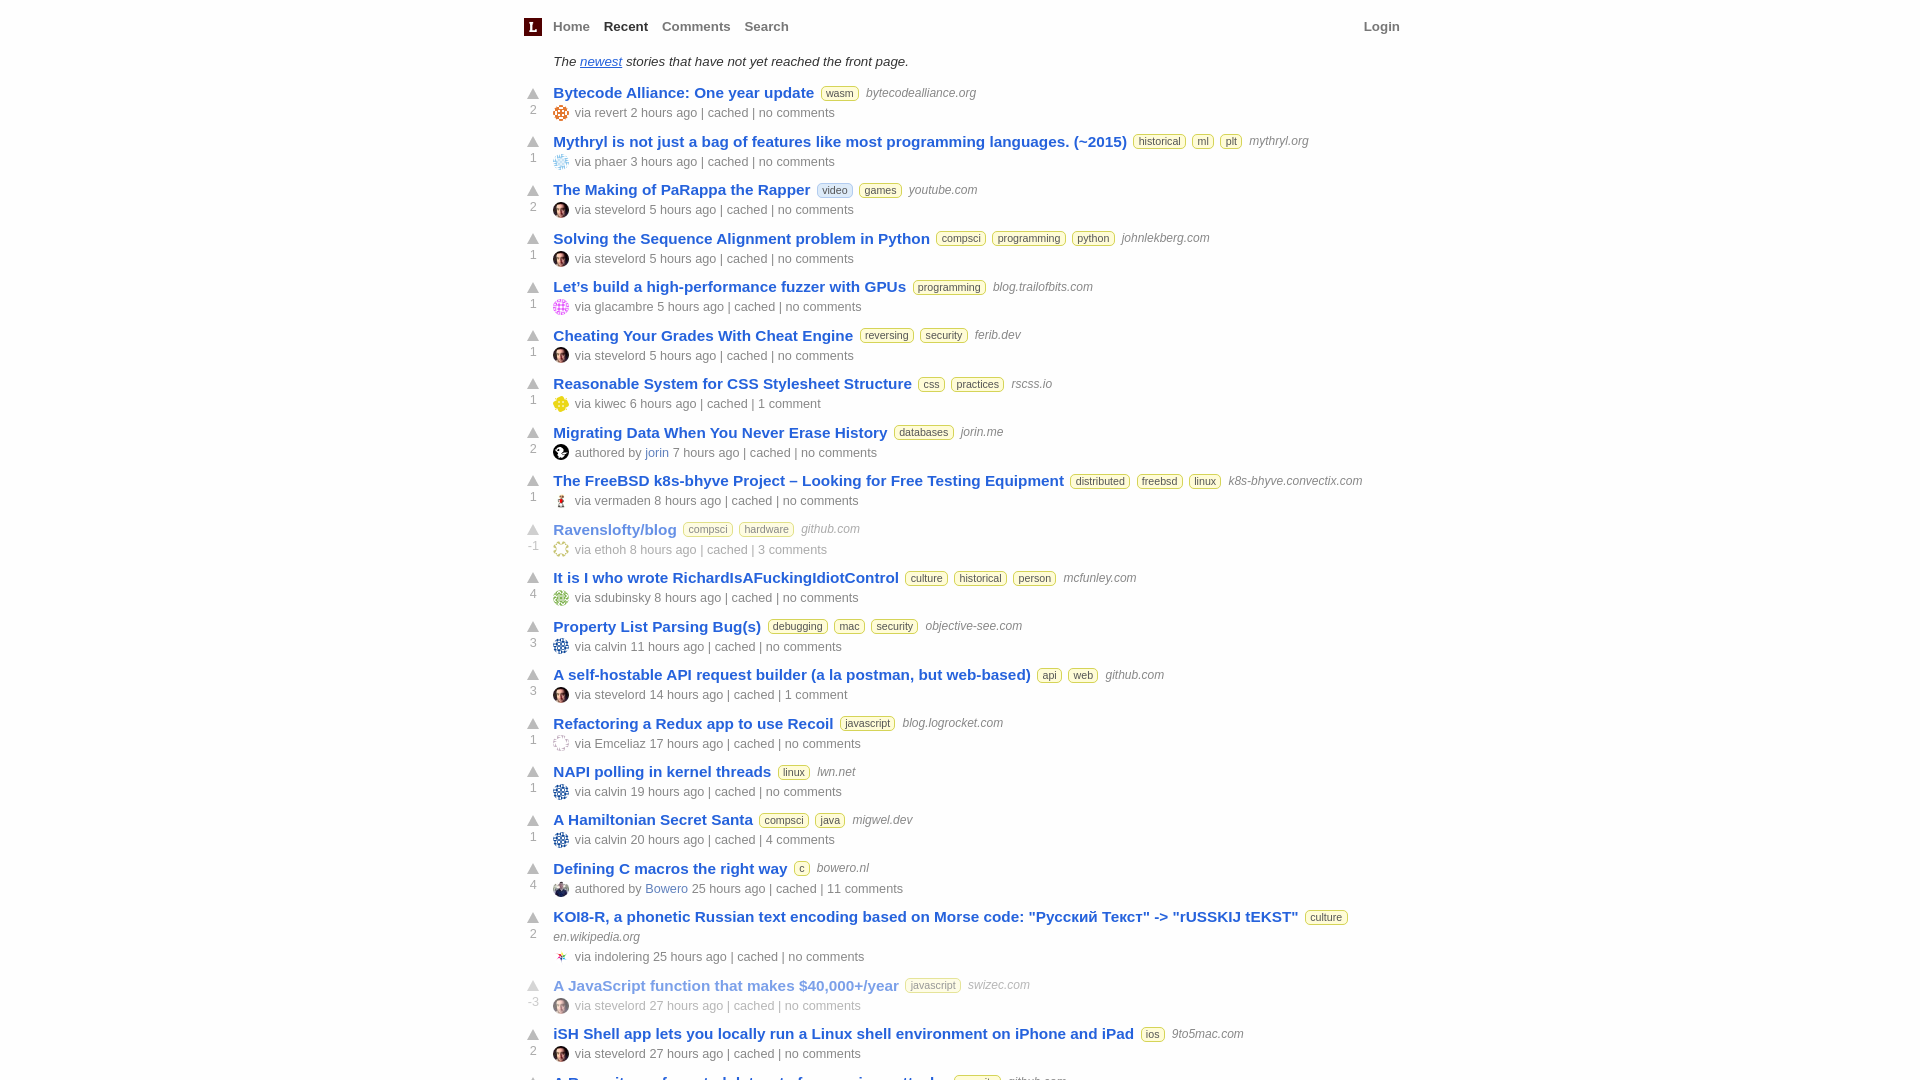 L Home Recent Comments Search Login
The newest stories that have not yet reached the front page.
Bytecode Alliance: One year update wasm bytecodealliance.org
2 via revert 2 hours ago | cached | no comments
Mythryl is not just a bag of features like most programming languages. (~2015) historical ml plt mythryl.org
1 via phaer 3 hours ago | cached | no comments
The Making of PaRappa the Rapper video games youtube.com
2 via stevelord 5 hours ago | cached | no comments
Solving the Sequence Alignment problem in Python compsci programming python johnlekberg.com
1 via stevelord 5 hours ago | cached | no comments
Let’s build a high-performance fuzzer with GPUs programming blog.trailofbits.com
1 via glacambre 5 hours ago | cached | no comments
Cheating Your Grades With Cheat Engine reversing security ferib.dev
1 via stevelord 5 hours ago | cached | no comments
Reasonable System for CSS Stylesheet Structure css practices rscss.io
1 via kiwec 6 hours ago | cached | 1 comment
Migrating Data When You Never Erase History databases jorin.me
2 authored by jorin 7 hours ago | cached | no comments
The FreeBSD k8s-bhyve Project – Looking for Free Testing Equipment distributed freebsd linux k8s-bhyve.convectix.com
1 via vermaden 8 hours ago | cached | no comments
Ravenslofty/blog compsci hardware github.com
-1 via ethoh 8 hours ago | cached | 3 comments
It is I who wrote RichardIsAFuckingIdiotControl culture historical person mcfunley.com
4 via sdubinsky 8 hours ago | cached | no comments
Property List Parsing Bug(s) debugging mac security objective-see.com
3 via calvin 11 hours ago | cached | no comments
A self-hostable API request builder (a la postman, but web-based) api web github.com
3 via stevelord 14 hours ago | cached | 1 comment
Refactoring a Redux app to use Recoil javascript blog.logrocket.com
1 via Emceliaz 17 hours ago | cached | no comments
NAPI polling in kernel threads linux lwn.net
1 via calvin 19 hours ago | cached | no comments
A Hamiltonian Secret Santa compsci java migwel.dev
1 via calvin 20 hours ago | cached | 4 comments
Defining C macros the right way c bowero.nl
4 authored by Bowero 25 hours ago | cached | 11 comments
KOI8-R, a phonetic Russian text encoding based on Morse code: "Русский Текст" -> "rUSSKIJ tEKST" culture
2 en.wikipedia.org
via indolering 25 hours ago | cached | no comments
A JavaScript function that makes $40,000+/year javascript swizec.com
-3 via stevelord 27 hours ago | cached | no comments
iSH Shell app lets you locally run a Linux shell environment on iPhone and iPad ios 9to5mac.com
2 via stevelord 27 hours ago | cached | no comments